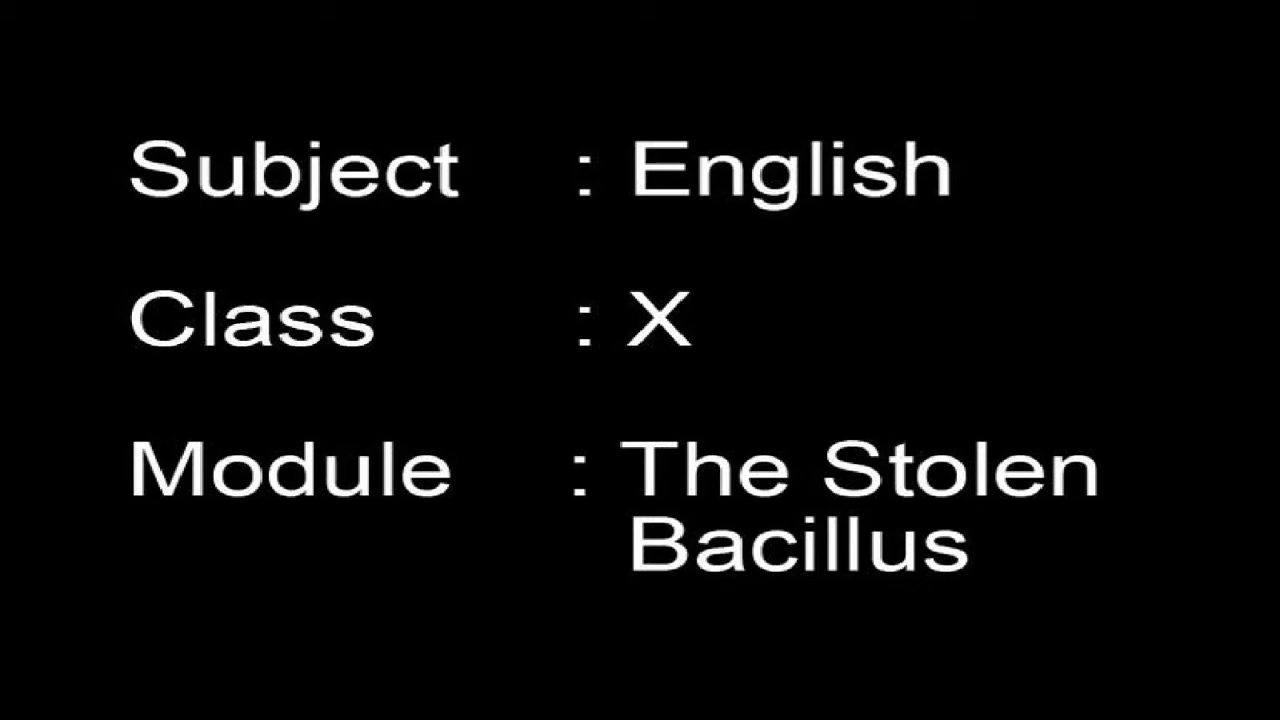 Subject : English
Class : X
Module : The Stolen
Bacillus